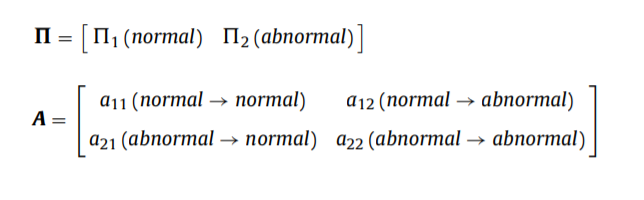 Π = [ Π₁ (normal) Π₂ (abnormal) ]
A = [ a₁₁ (normal → normal) a₁₂ (normal → abnormal)
a₂₁ (abnormal → normal) a₂₂ (abnormal → abnormal) ]